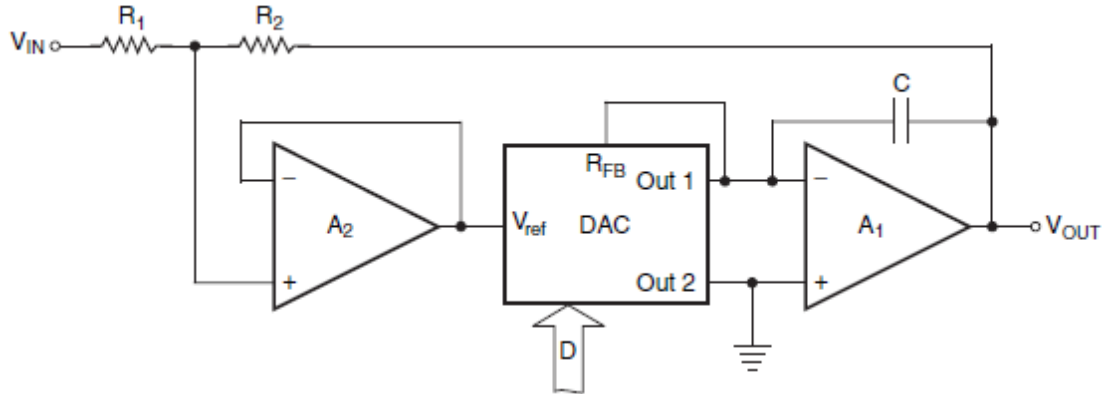 R1
R2
VIN
C
RFB
Out 1
−
−
A2
Vref
DAC
A1
VOUT
+
Out 2
+
D